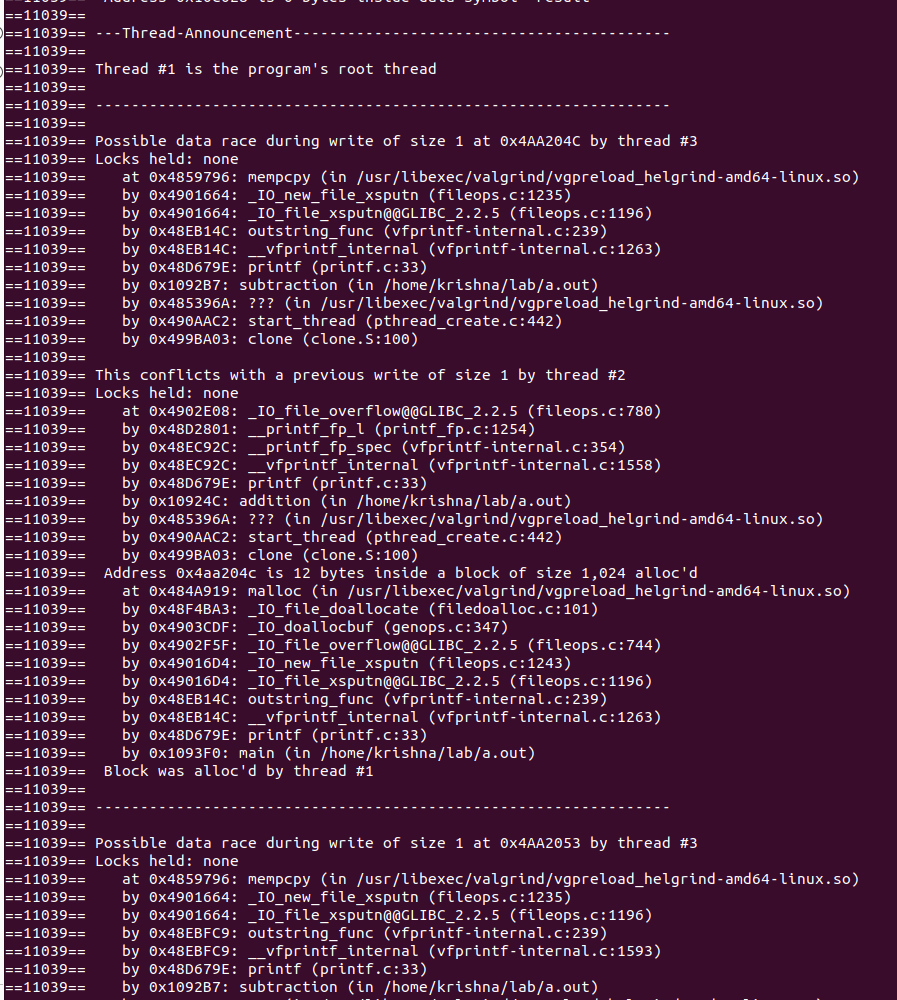 ==11039== Address 0x10c028 is 0 bytes inside data symbol "result"
==11039==
==11039== ---Thread-Announcement------------------------------------------
==11039==
==11039== Thread #1 is the program's root thread
==11039==
==11039== ----------------------------------------------------------------
==11039==
==11039== Possible data race during write of size 1 at 0x4AA204C by thread #3
==11039== Locks held: none
==11039==    at 0x4859796: mempcpy (in /usr/libexec/valgrind/vgpreload_helgrind-amd64-linux.so)
==11039==    by 0x4901664: _IO_new_file_xsputn (fileops.c:1235)
==11039==    by 0x4901664: _IO_file_xsputn@@GLIBC_2.2.5 (fileops.c:1196)
==11039==    by 0x48EB14C: outstring_func (vfprintf-internal.c:239)
==11039==    by 0x48EB14C: __vfprintf_internal (vfprintf-internal.c:1263)
==11039==    by 0x48D679E: printf (printf.c:33)
==11039==    by 0x1092B7: subtraction (in /home/krishna/lab/a.out)
==11039==    by 0x485396A: ??? (in /usr/libexec/valgrind/vgpreload_helgrind-amd64-linux.so)
==11039==    by 0x490AAC2: start_thread (pthread_create.c:442)
==11039==    by 0x499BA03: clone (clone.S:100)
==11039==
==11039== This conflicts with a previous write of size 1 by thread #2
==11039== Locks held: none
==11039==    at 0x4902E08: _IO_file_overflow@@GLIBC_2.2.5 (fileops.c:780)
==11039==    by 0x48D2801: __printf_fp_l (printf_fp.c:1254)
==11039==    by 0x48EC92C: __printf_fp_spec (vfprintf-internal.c:354)
==11039==    by 0x48EC92C: __vfprintf_internal (vfprintf-internal.c:1558)
==11039==    by 0x48D679E: printf (printf.c:33)
==11039==    by 0x10924C: addition (in /home/krishna/lab/a.out)
==11039==    by 0x485396A: ??? (in /usr/libexec/valgrind/vgpreload_helgrind-amd64-linux.so)
==11039==    by 0x490AAC2: start_thread (pthread_create.c:442)
==11039==    by 0x499BA03: clone (clone.S:100)
==11039==  Address 0x4aa204c is 12 bytes inside a block of size 1,024 alloc'd
==11039==    at 0x484A919: malloc (in /usr/libexec/valgrind/vgpreload_helgrind-amd64-linux.so)
==11039==    by 0x48F4BA3: _IO_file_doallocate (filedoalloc.c:101)
==11039==    by 0x4903CDF: _IO_doallocbuf (genops.c:347)
==11039==    by 0x4902F5F: _IO_file_overflow@@GLIBC_2.2.5 (fileops.c:744)
==11039==    by 0x49016D4: _IO_new_file_xsputn (fileops.c:1243)
==11039==    by 0x49016D4: _IO_file_xsputn@@GLIBC_2.2.5 (fileops.c:1196)
==11039==    by 0x48EB14C: outstring_func (vfprintf-internal.c:239)
==11039==    by 0x48EB14C: __vfprintf_internal (vfprintf-internal.c:1263)
==11039==    by 0x48D679E: printf (printf.c:33)
==11039==    by 0x1093F0: main (in /home/krishna/lab/a.out)
==11039==  Block was alloc'd by thread #1
==11039==
==11039== ----------------------------------------------------------------
==11039==
==11039== Possible data race during write of size 1 at 0x4AA2053 by thread #3
==11039== Locks held: none
==11039==    at 0x4859796: mempcpy (in /usr/libexec/valgrind/vgpreload_helgrind-amd64-linux.so)
==11039==    by 0x4901664: _IO_new_file_xsputn (fileops.c:1235)
==11039==    by 0x4901664: _IO_file_xsputn@@GLIBC_2.2.5 (fileops.c:1196)
==11039==    by 0x48EBFC9: outstring_func (vfprintf-internal.c:239)
==11039==    by 0x48EBFC9: __vfprintf_internal (vfprintf-internal.c:1593)
==11039==    by 0x48D679E: printf (printf.c:33)
==11039==    by 0x1092B7: subtraction (in /home/krishna/lab/a.out)